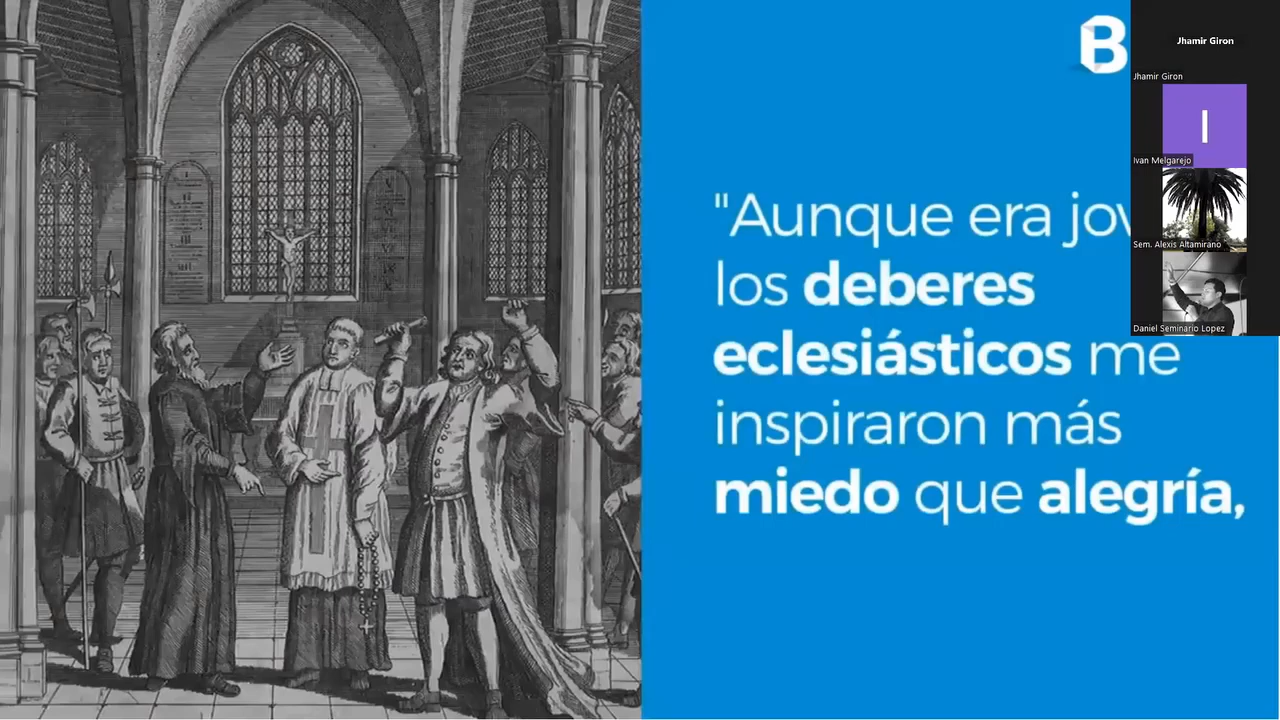 B
"Aunque era
los deberes
eclesiásticos me
inspiraron más
miedo que alegría,
Jhamir Giron
Jhamir Giron
I
Ivan Melgarejo
Sem. Alexis Altamirano
Daniel Seminario Lopez